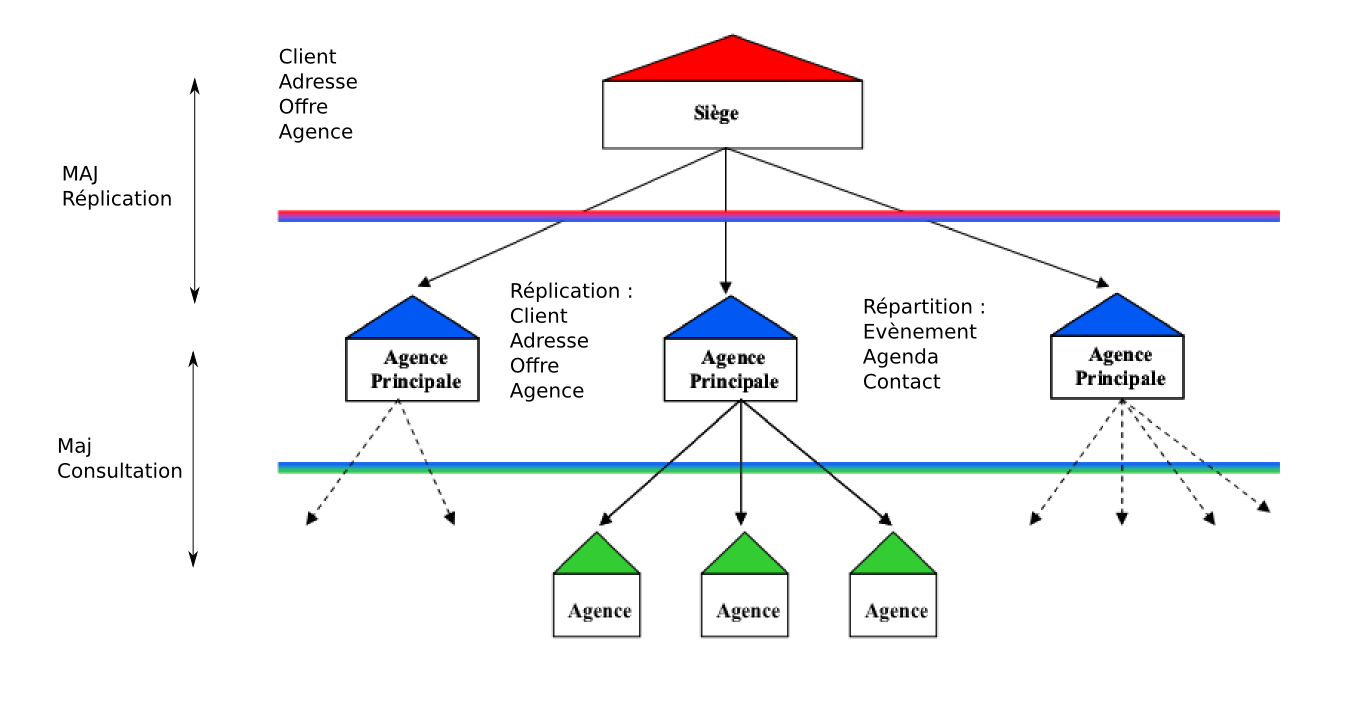 Client
Adresse
Offre
Agence
Siège
MAJ
Réplication
Réplication :
Client
Adresse
Offre
Agence
Répartition :
Evènement
Agenda
Contact
Agence
Principale
Agence
Principale
Agence
Principale
Maj
Consultation
Agence
Agence
Agence